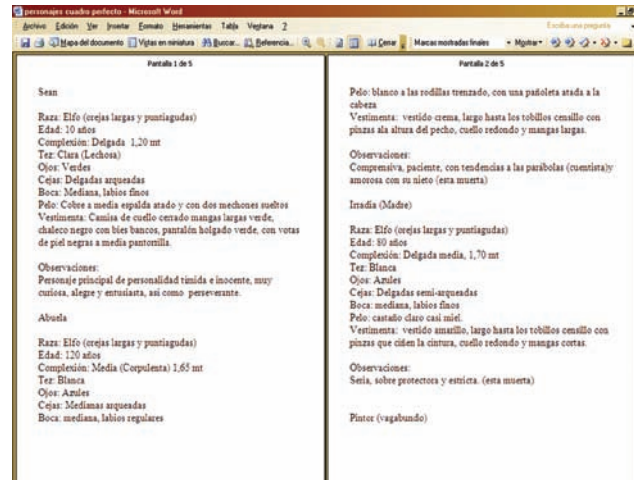 personajes cuadro perfecto - Microsoft Word
Archivo Edición Ver Insertar Formato Herramientas Tabla Ventana ?
Escriba una pregunta
Mapa del documento Vistas en miniatura Buscar... Referencia... Cerrar Marcas mostradas finales Mostrar
Pantalla 1 de 5
Sean
Raza: Elfo (orejas largas y puntiagudas)
Edad: 10 años
Complexión: Delgada 1,20 mt
Tez: Clara (Lechosa)
Ojos: Verdes
Cejas: Delgadas arqueadas
Boca: Mediana, labios finos
Pelo: Cobre a media espalda atado y con dos mechones sueltos
Vestimenta: Camisa de cuello cerrado mangas largas verde,
chaleco negro con bies bancos, pantalón holgado verde, con votas
de piel negras a media pantorrilla.
Observaciones:
Personaje principal de personalidad timida e inocente, muy
curiosa, alegre y entusiasta, asi como perseverante.
Abuela
Raza: Elfo (orejas largas y puntiagudas)
Edad: 120 años
Complexión: Media (Corpulenta) 1,65 mt
Tez: Blanca
Ojos: Azules
Cejas: Medianas arqueadas
Boca: mediana, labios regulares
Pantalla 2 de 5
Pelo: blanco a las rodillas trenzado, con una pañoleta atada a la
cabeza
Vestimenta: vestido crema, largo hasta los tobillos censillo con
pinzas ala altura del pecho, cuello redondo y mangas largas.
Observaciones:
Comprensiva, paciente, con tendencias a las parábolas (cuentista)y
amorosa con su nieto (esta muerta)
Irradia (Madre)
Raza: Elfo (orejas largas y puntiagudas)
Edad: 80 años
Complexión: Delgada media, 1,70 mt
Tez: Blanca
Ojos: Azules
Cejas: Delgadas semi-arqueadas
Boca: mediana, labios finos
Pelo: castaño claro casi miel.
Vestimenta: vestido amarillo, largo hasta los tobillos censillo con
pinzas que ciñen la cintura, cuello redondo y mangas cortas.
Observaciones:
Seria, sobre protectora y estricta. (esta muerta)
Pintor (vagabundo)